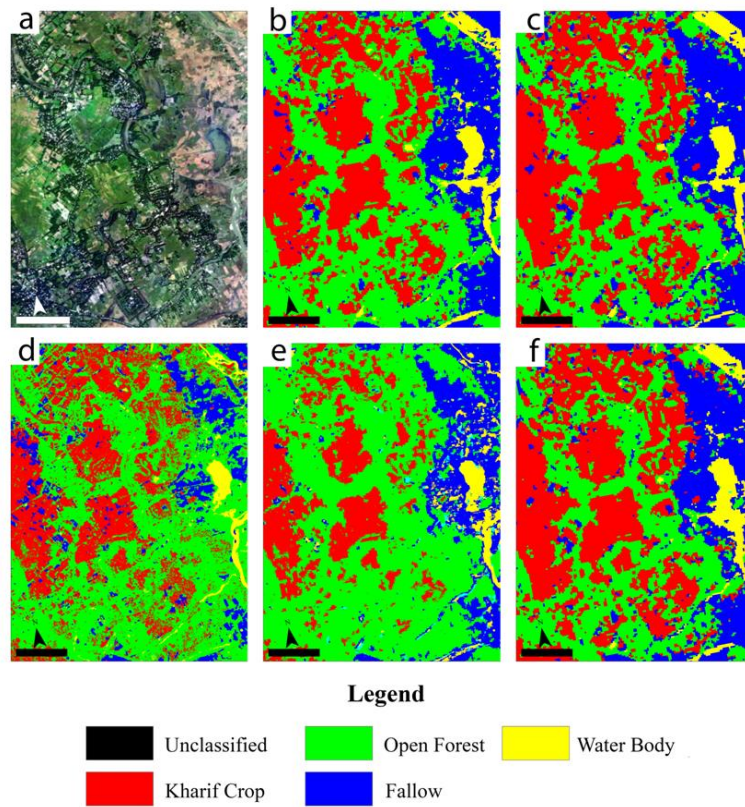 a
b
c
d
e
f
Legend
Unclassified
Open Forest
Water Body
Kharif Crop
Fallow